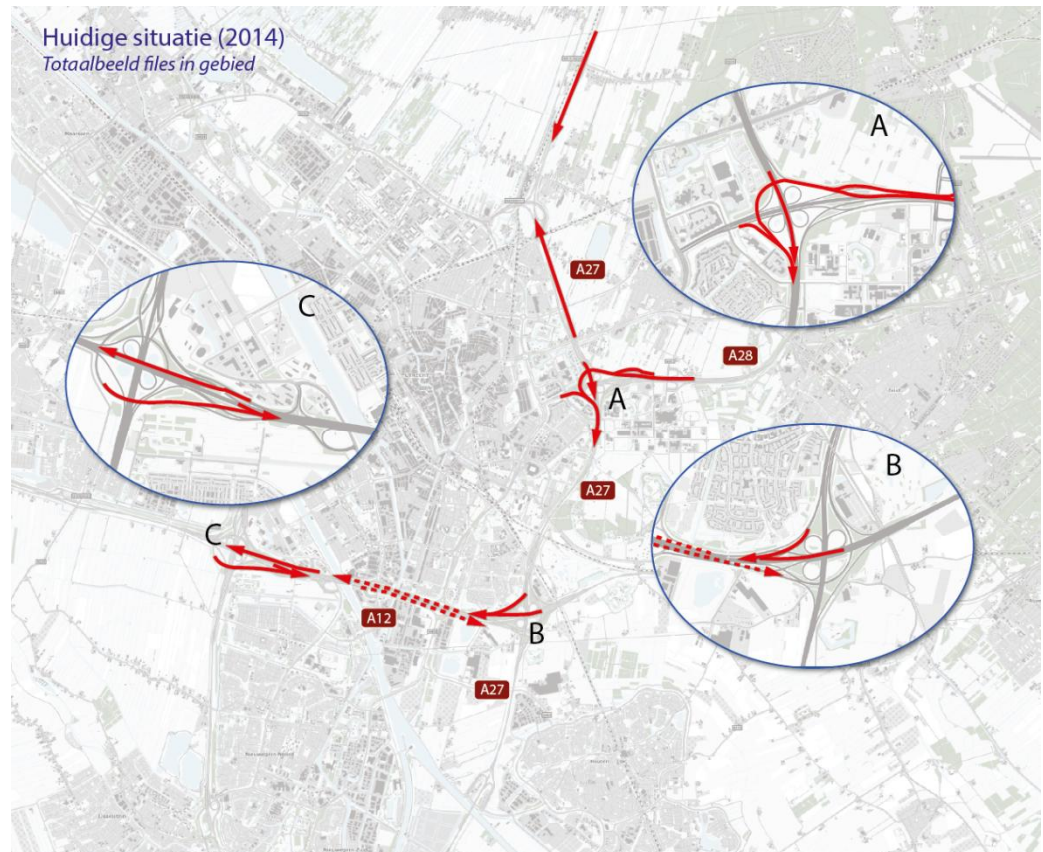 Huidige situatie (2014)
Totaalbeeld files in gebied
A
A27
C
A28
A
B
A27
C
A12
B
A27